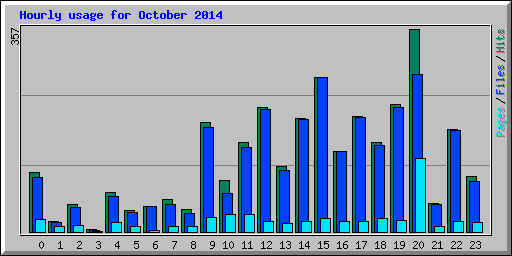 Hourly usage for October 2014
357
Pages/Files/Hits
0 1 2 3 4 5 6 7 8 9 10 11 12 13 14 15 16 17 18 19 20 21 22 23